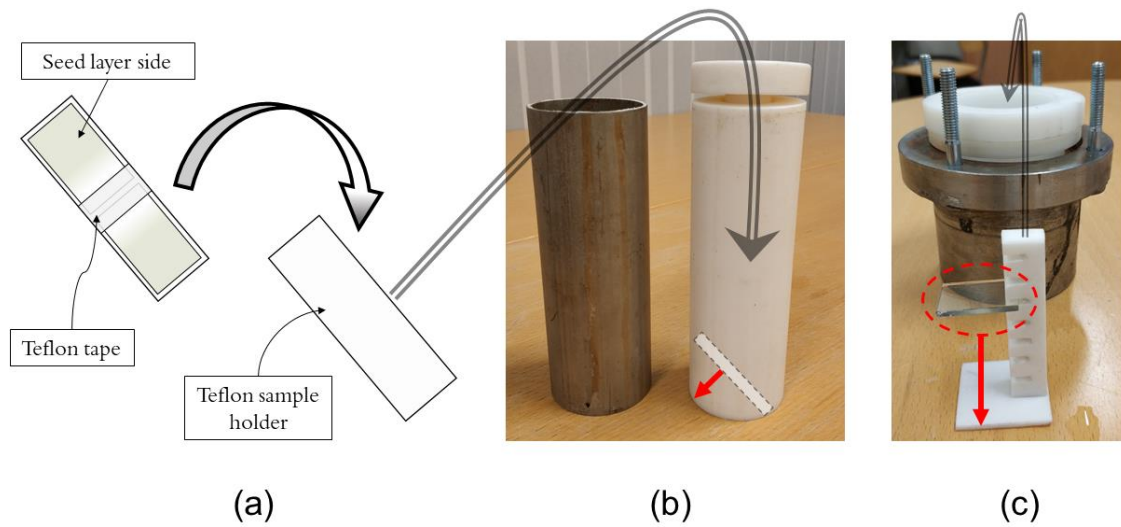 Seed layer side
Teflon tape
Teflon sample
holder
(a)
(b)
(c)